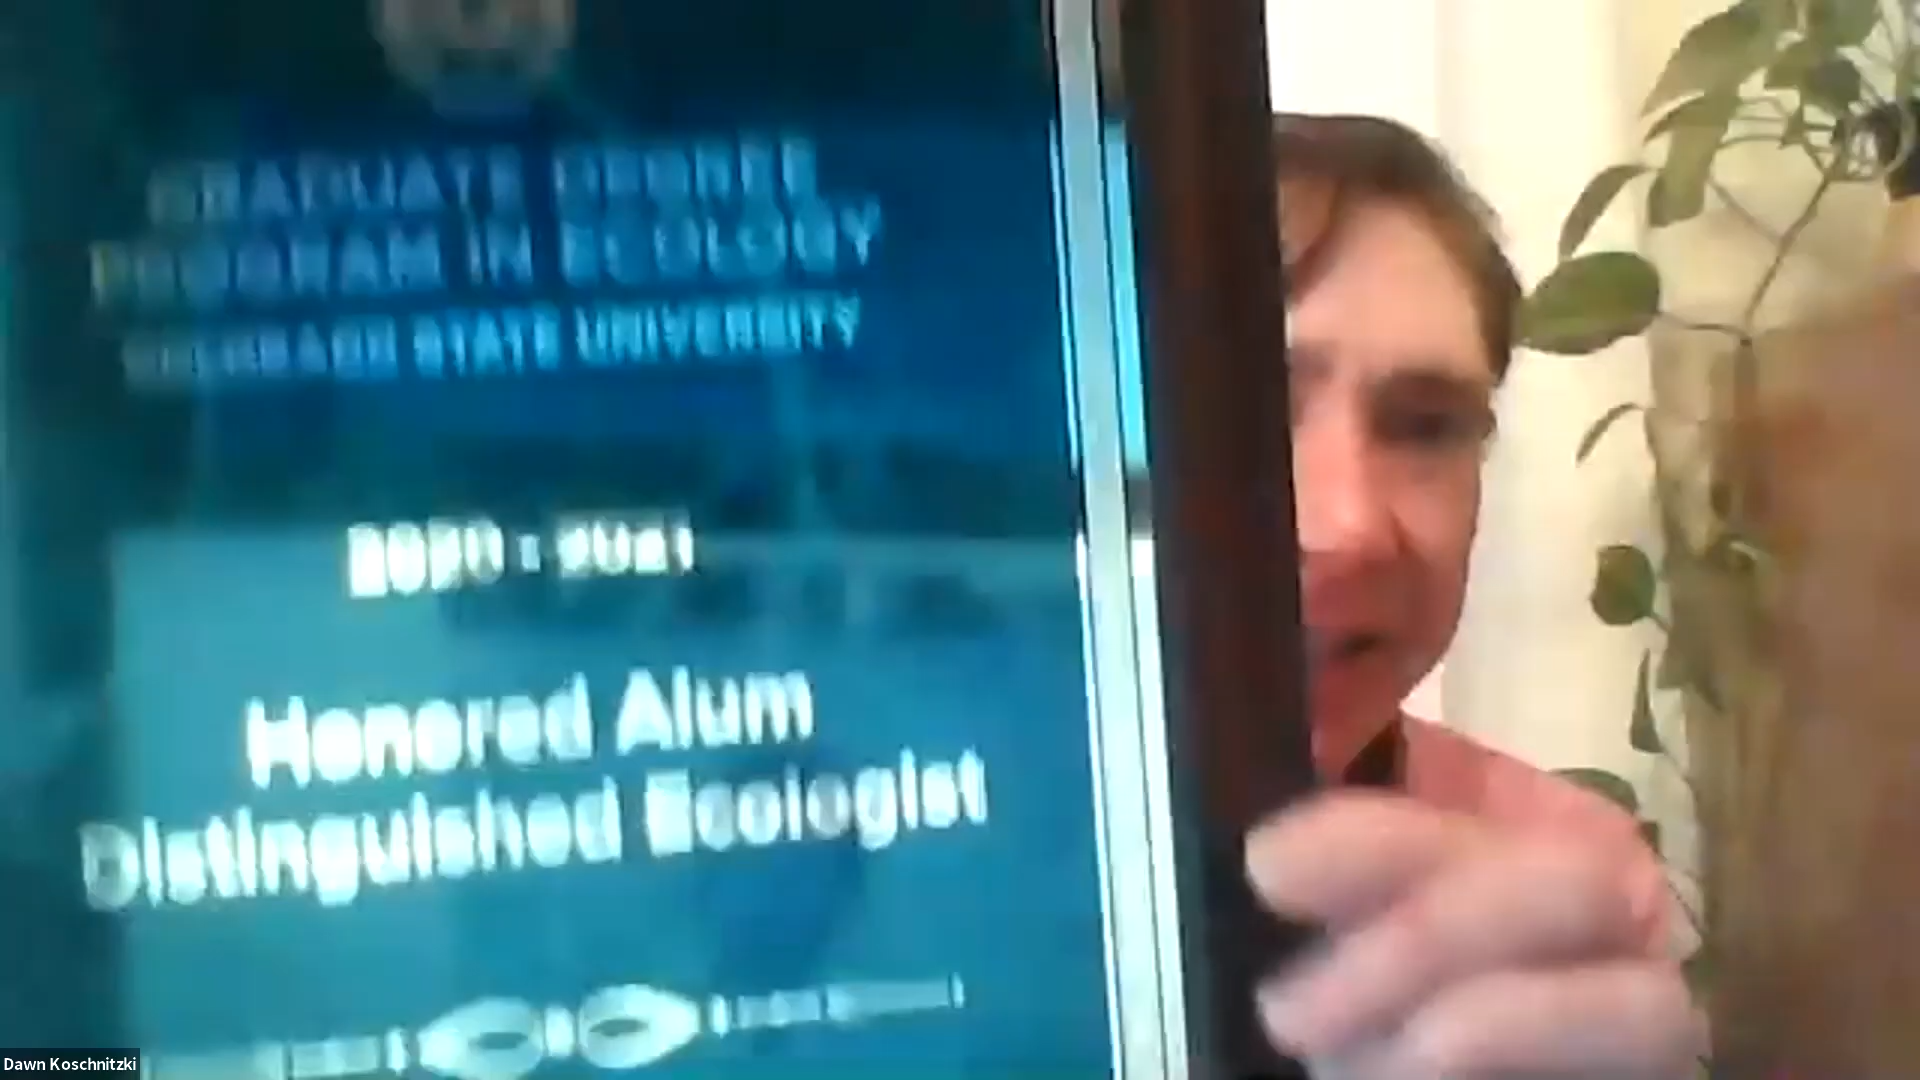 GRADUATE DEGREE
PROGRAM IN ECOLOGY
COLORADO STATE UNIVERSITY
2020 - 2021
Honored Alum
Distinguished Ecologist
Dawn Koschnitzki